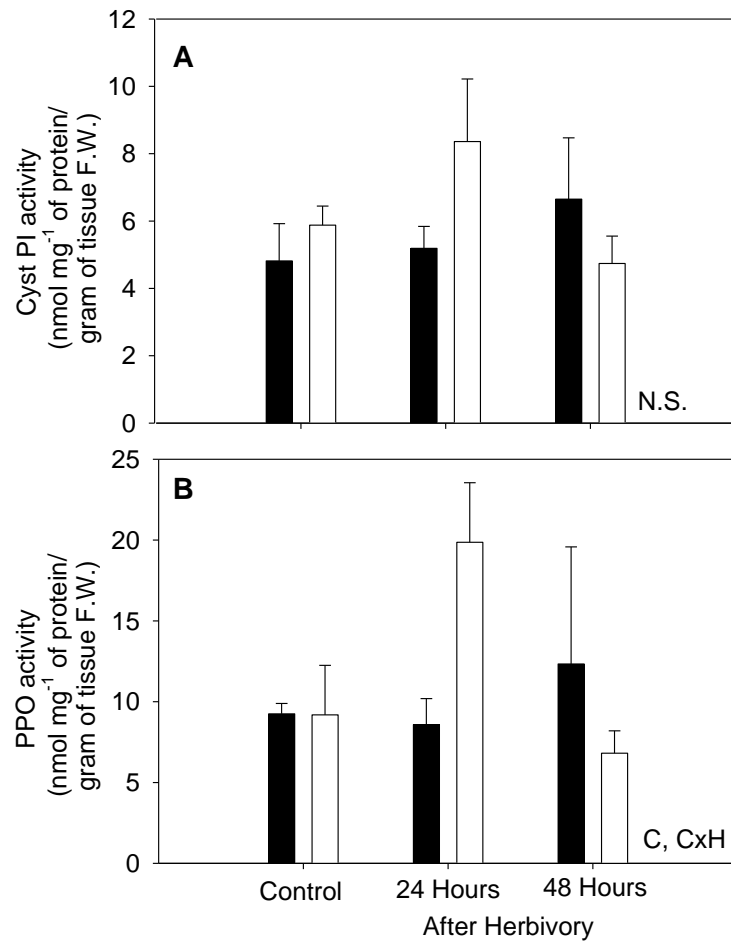 A
Cyst PI activity
(nmol mg⁻¹ of protein/
gram of tissue F.W.)
12
10
8
6
4
2
0
N.S.
B
PPO activity
(nmol mg⁻¹ of protein/
gram of tissue F.W.)
25
20
15
10
5
0
C, CxH
Control
24 Hours
48 Hours
After Herbivory